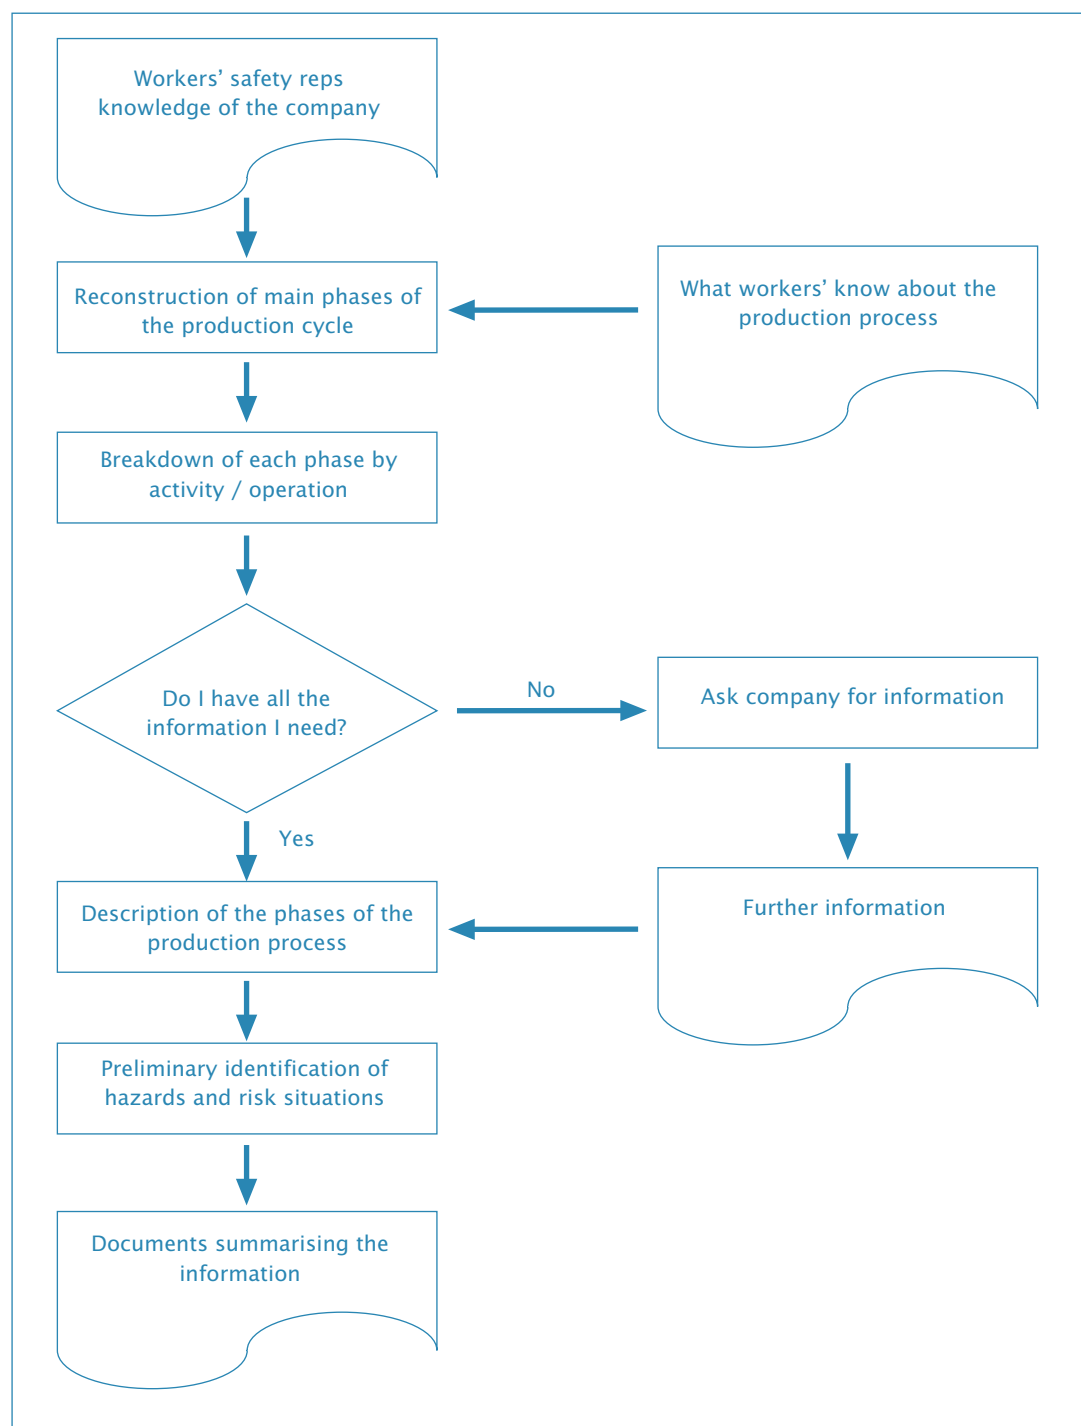 Workers’ safety reps
knowledge of the company
Reconstruction of main phases of
the production cycle
What workers’ know about the
production process
Breakdown of each phase by
activity / operation
Do I have all the
information I need?
No
Ask company for information
Yes
Description of the phases of the
production process
Further information
Preliminary identification of
hazards and risk situations
Documents summarising the
information